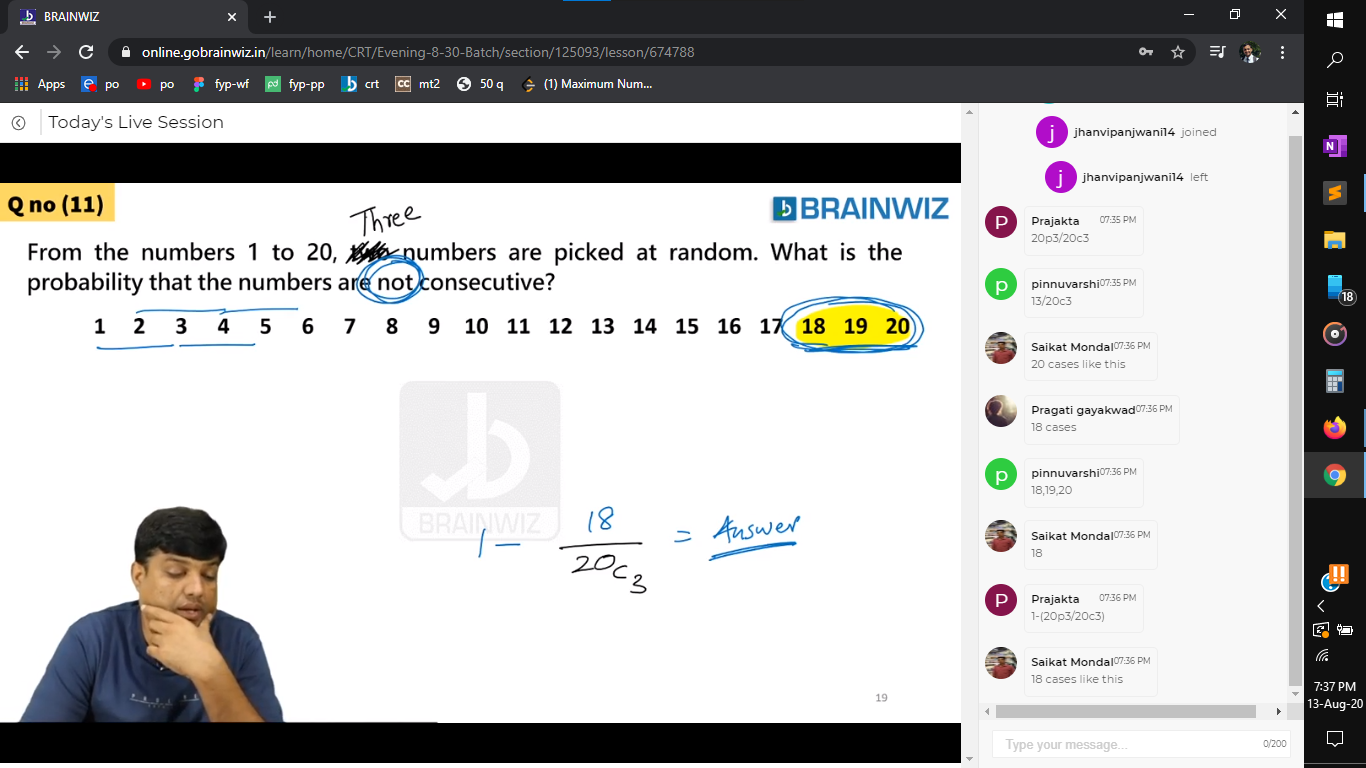 BRAINWIZ
online.gobrainwiz.in/learn/home/CRT/Evening-8-30-Batch/section/125093/lesson/674788
Apps po po fyp-wf fyp-pp crt CC mt2 50 q (1) Maximum Num...
Today's Live Session
Q no (11)
BRAINWIZ
Three
From the numbers 1 to 20, numbers are picked at random. What is the
probability that the numbers are not consecutive?
1 2 3 4 5 6 7 8 9 10 11 12 13 14 15 16 17 18 19 20
BRAINWIZ
1 - 18 / 20c3 = Answer
19
j jhanvipanjwani14 joined
j jhanvipanjwani14 left
P Prajakta 07:35 PM
20p3/20c3
p pinnuvarshi 07:35 PM
13/20c3
Saikat Mondal 07:36 PM
20 cases like this
Pragati gayakwad 07:36 PM
18 cases
p pinnuvarshi 07:36 PM
18,19,20
Saikat Mondal 07:36 PM
18
P Prajakta 07:36 PM
1-(20p3/20c3)
Saikat Mondal 07:36 PM
18 cases like this
Type your message... 0/200
N
18
7:37 PM
13-Aug-20